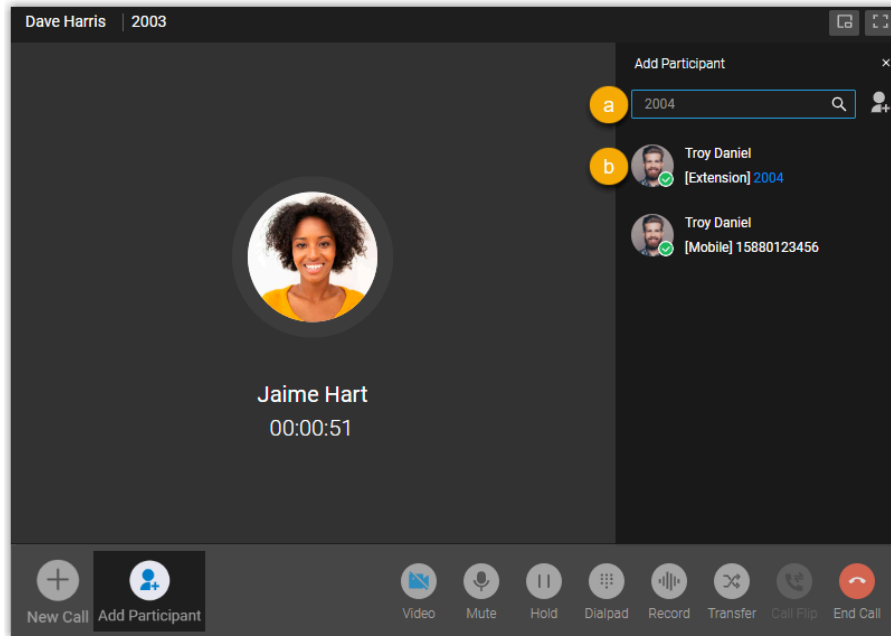 Dave Harris 2003
Add Participant ×
a 2004
b Troy Daniel
[Extension] 2004
Troy Daniel
[Mobile] 15880123456
Jaime Hart
00:00:51
New Call Add Participant Video Mute Hold Dialpad Record Transfer Call Flip End Call